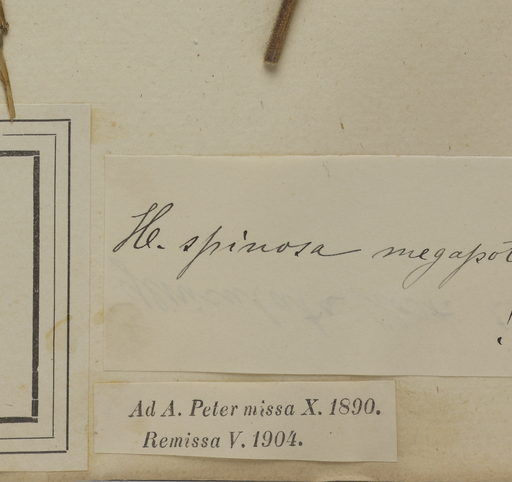 H. spinosa megapot
Ad A. Peter missa X. 1890.
Remissa V. 1904.